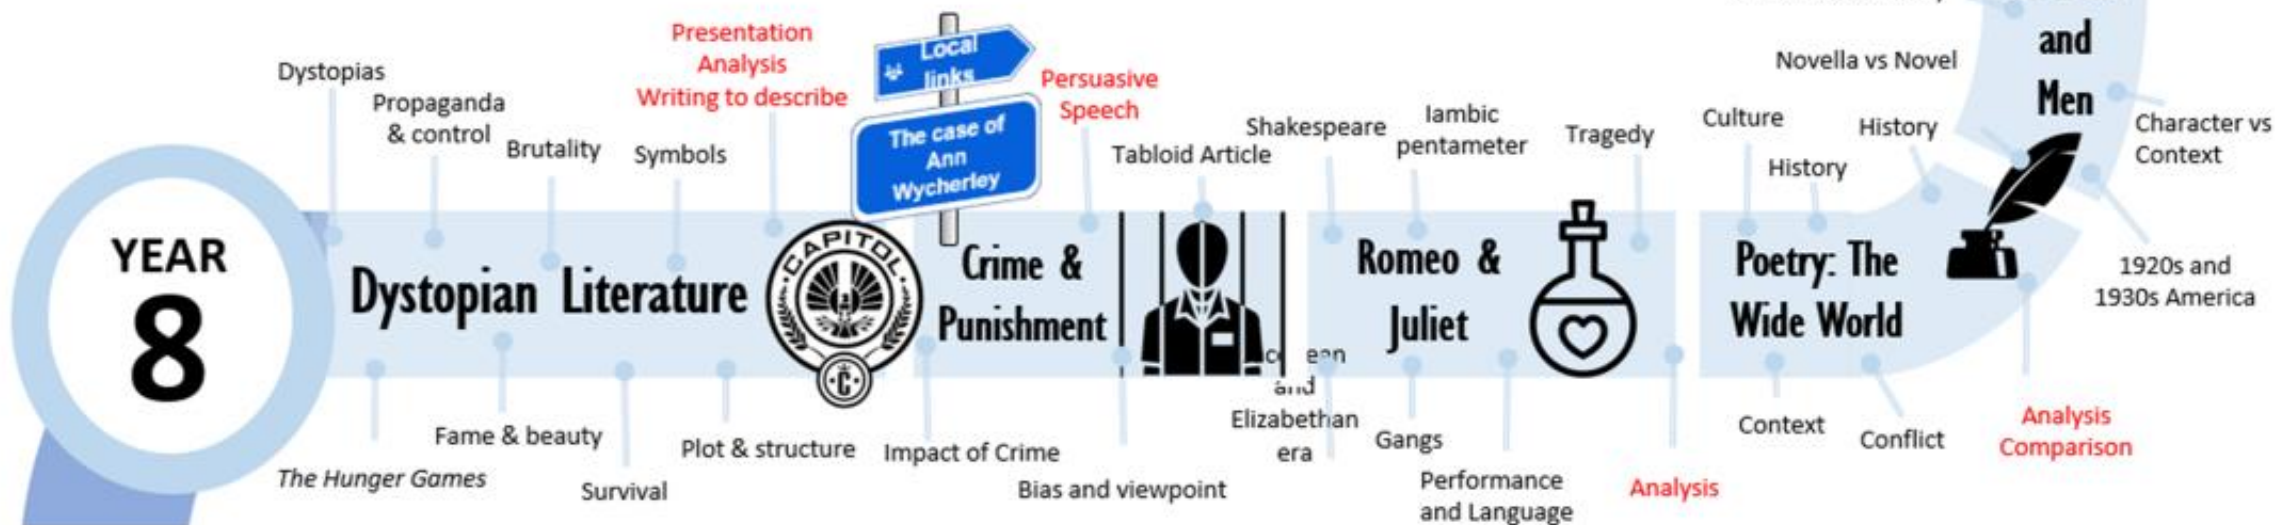 YEAR
8
Dystopias
Propaganda
& control
Brutality
Symbols
Presentation
Analysis
Writing to describe
Dystopian Literature
The Hunger Games
Fame & beauty
Survival
Plot & structure
CAPITOL
C
Local
links
The case of
Ann
Wycherley
Persuasive
Speech
Tabloid Article
Crime &
Punishment
Impact of Crime
Bias and viewpoint
Shakespeare
Iambic
pentameter
Tragedy
Romeo &
Juliet
and
Elizabethan
era
Gangs
Performance
and Language
Analysis
Culture
History
History
Poetry: The
Wide World
Context
Conflict
Analysis
Comparison
Novella vs Novel
and
Men
Character vs
Context
1920s and
1930s America